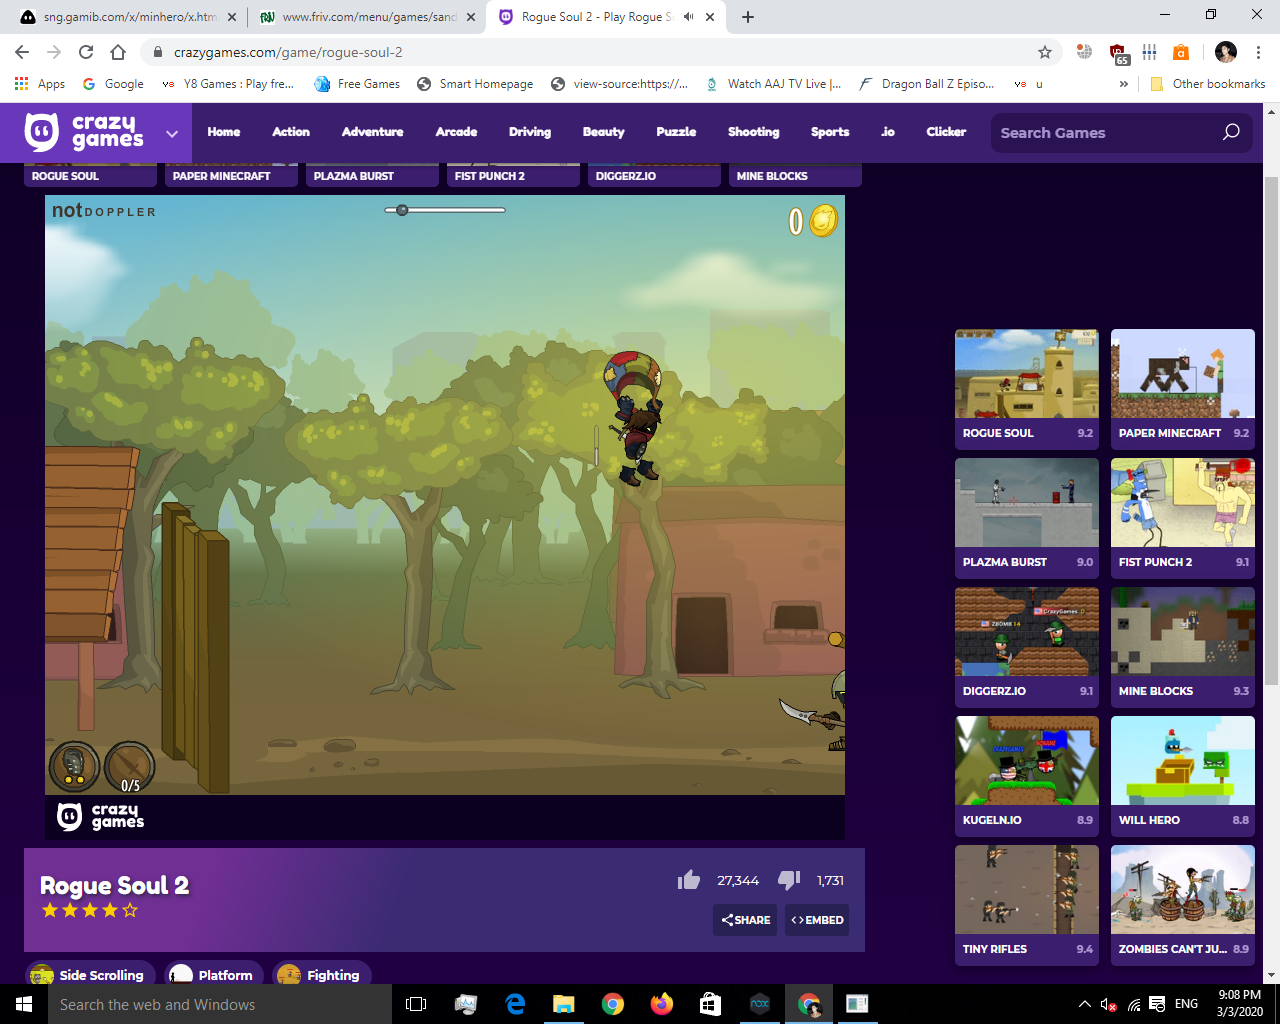 sng.gamib.com/x/minhero/x.htm
www.friv.com/menu/games/sand
Rogue Soul 2 - Play Rogue S
crazygames.com/game/rogue-soul-2
65
Apps
Google
Y8 Games : Play fre...
Free Games
Smart Homepage
view-source:https://...
Watch AAJ TV Live |...
Dragon Ball Z Episo...
u
»
Other bookmarks
crazy
games
Home
Action
Adventure
Arcade
Driving
Beauty
Puzzle
Shooting
Sports
.io
Clicker
Search Games
ROGUE SOUL
PAPER MINECRAFT
PLAZMA BURST
FIST PUNCH 2
DIGGERZ.IO
MINE BLOCKS
notDOPPLER
0
0/5
crazy
games
ROGUE SOUL 9.2
PAPER MINECRAFT 9.2
PLAZMA BURST 9.0
FIST PUNCH 2 9.1
CrazyGames 0
ZBOMB 14
DIGGERZ.IO 9.1
MINE BLOCKS 9.3
KUGELN.IO 8.9
WILL HERO 8.8
TINY RIFLES 9.4
ZOMBIES CAN'T JU... 8.9
Rogue Soul 2
27,344
1,731
SHARE
EMBED
Side Scrolling
Platform
Fighting
Search the web and Windows
nox
ENG
9:08 PM
3/3/2020